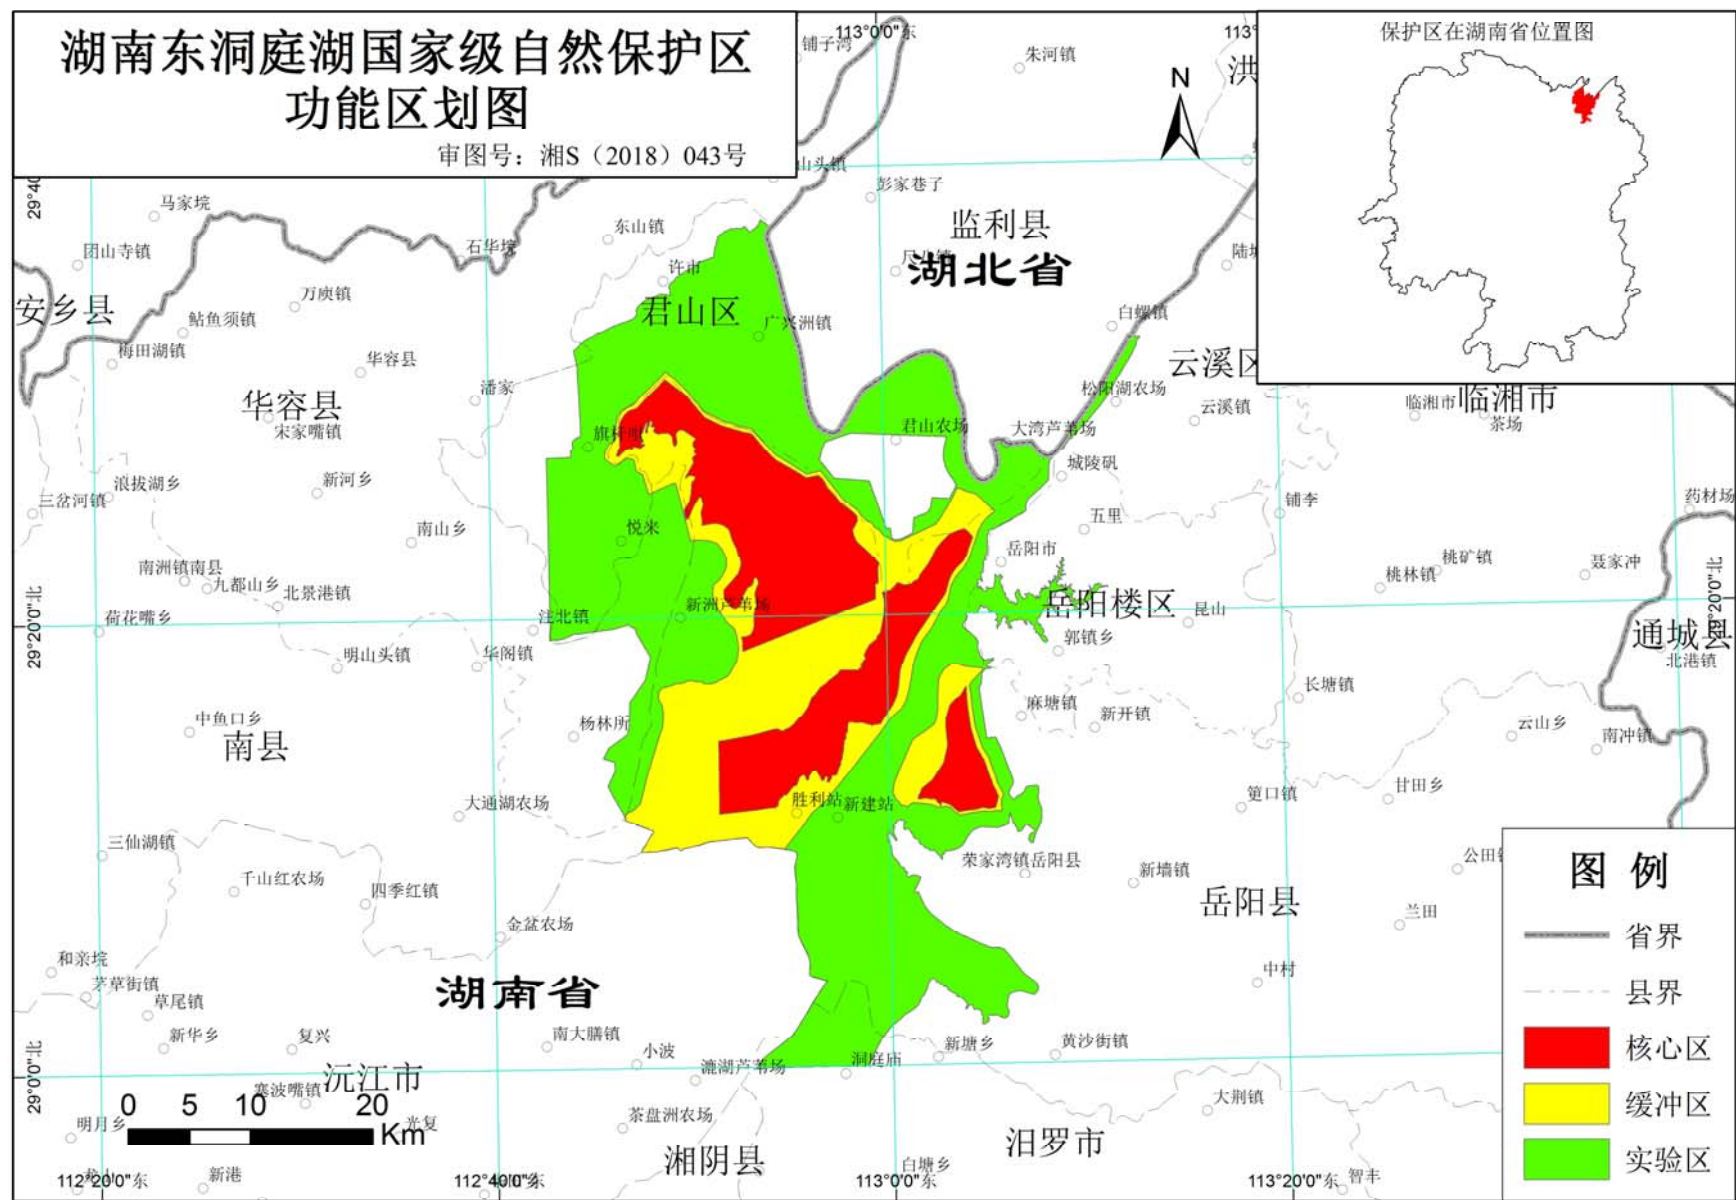 湖南东洞庭湖国家级自然保护区
功能区划图
审图号：湘S（2018）043号
保护区在湖南省位置图
N
113°0'0"东
铺子湾
朱河镇
山头镇
彭家巷子
监利县
湖北省
马家垸
东山镇
团山寺镇
石华垸
许市
万庾镇
安乡县
君山区
鲇鱼须镇
广兴洲镇
白螺镇
梅田湖镇
华容县
云溪区
潘家
松阳湖农场
华容县
云溪镇
临湘市
临湘市
茶场
宋家嘴镇
君山农场
大湾芦苇场
城陵矶
浪拔湖乡
新河乡
三岔河镇
铺李
药材场
五里
南山乡
悦来
岳阳市
桃矿镇
聂家冲
南洲镇南县
九都山乡
桃林镇
北景港镇
新洲芦苇场
岳阳楼区
昆山
荷花嘴乡
注北镇
29°20'0"北
郭镇乡
通城县
北港镇
明山头镇
华阁镇
长塘镇
中鱼口乡
杨林所
麻塘镇
新开镇
云山乡
南冲镇
南县
大通湖农场
胜利站
新建站
筻口镇
甘田乡
三仙湖镇
荣家湾镇岳阳县
新墙镇
千山红农场
四季红镇
岳阳县
兰田
金盆农场
和亲垸
湖南省
中村
茅草街镇
草尾镇
新华乡
复兴
南大膳镇
小波
漉湖芦苇场
洞庭庙
新塘乡
黄沙街镇
29°0'0"北
沅江市
寨波嘴镇
大荆镇
明月乡
光复
茶盘洲农场
汨罗市
湘阴县
白塘乡
新港
智丰
0 5 10 20
Km
112°20'0"东
112°40'0"东
113°0'0"东
113°20'0"东
图 例
省界
县界
核心区
缓冲区
实验区